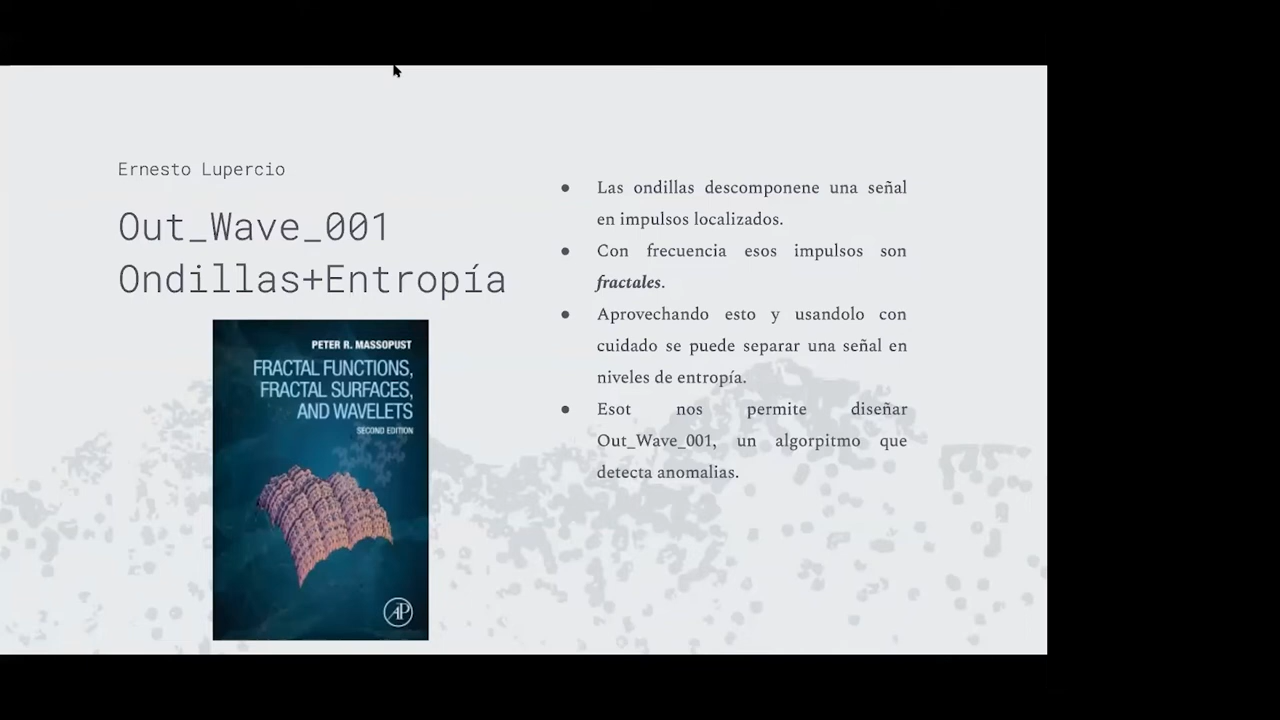 Ernesto Lupercio
Out_Wave_001
Ondillas+Entropía
PETER R. MASSOPUST
FRACTAL FUNCTIONS,
FRACTAL SURFACES,
AND WAVELETS
SECOND EDITION
AP
● Las ondillas descomponene una señal
en impulsos localizados.
● Con frecuencia esos impulsos son
fractales.
● Aprovechando esto y usandolo con
cuidado se puede separar una señal en
niveles de entropía.
● Esot nos permite diseñar
Out_Wave_001, un algorpitmo que
detecta anomalias.